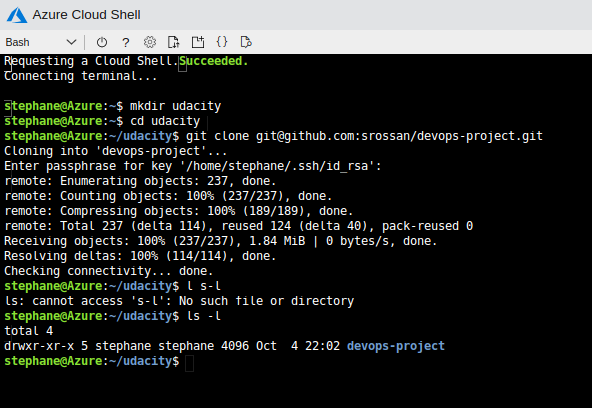 Azure Cloud Shell
Bash
Requesting a Cloud Shell.Succeeded.
Connecting terminal...
stephane@Azure:~$ mkdir udacity
stephane@Azure:~$ cd udacity
stephane@Azure:~/udacity$ git clone git@github.com:srossan/devops-project.git
Cloning into 'devops-project'...
Enter passphrase for key '/home/stephane/.ssh/id_rsa':
remote: Enumerating objects: 237, done.
remote: Counting objects: 100% (237/237), done.
remote: Compressing objects: 100% (189/189), done.
remote: Total 237 (delta 114), reused 124 (delta 40), pack-reused 0
Receiving objects: 100% (237/237), 1.84 MiB | 0 bytes/s, done.
Resolving deltas: 100% (114/114), done.
Checking connectivity... done.
stephane@Azure:~/udacity$ l s-l
ls: cannot access 's-l': No such file or directory
stephane@Azure:~/udacity$ ls -l
total 4
drwxr-xr-x 5 stephane stephane 4096 Oct  4 22:02 devops-project
stephane@Azure:~/udacity$